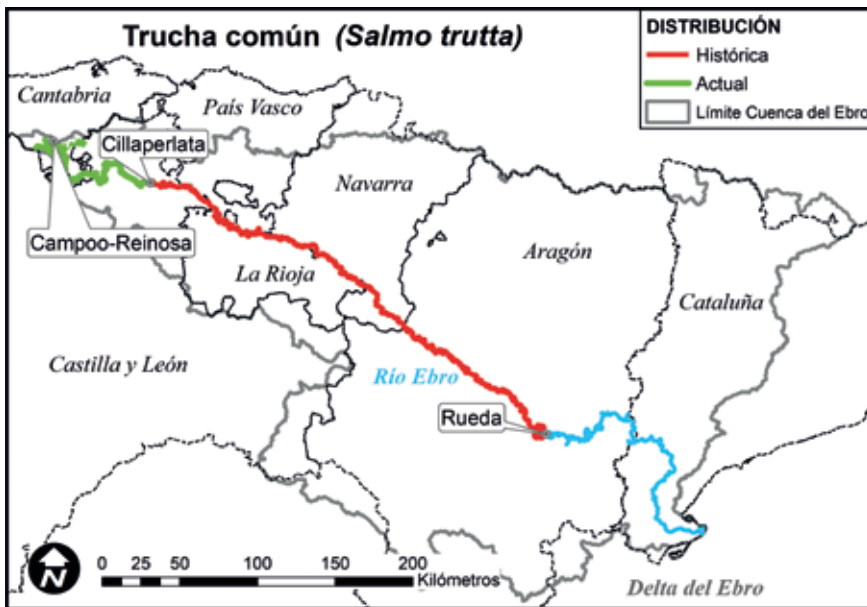 Trucha común (Salmo trutta)
DISTRIBUCIÓN
Histórica
Actual
Límite Cuenca del Ebro
Cantabria
País Vasco
Cillaperlata
Navarra
Campoo-Reinosa
La Rioja
Aragón
Cataluña
Castilla y León
Río Ebro
Rueda
N
0 25 50 100 150 200
Kilómetros
Delta del Ebro